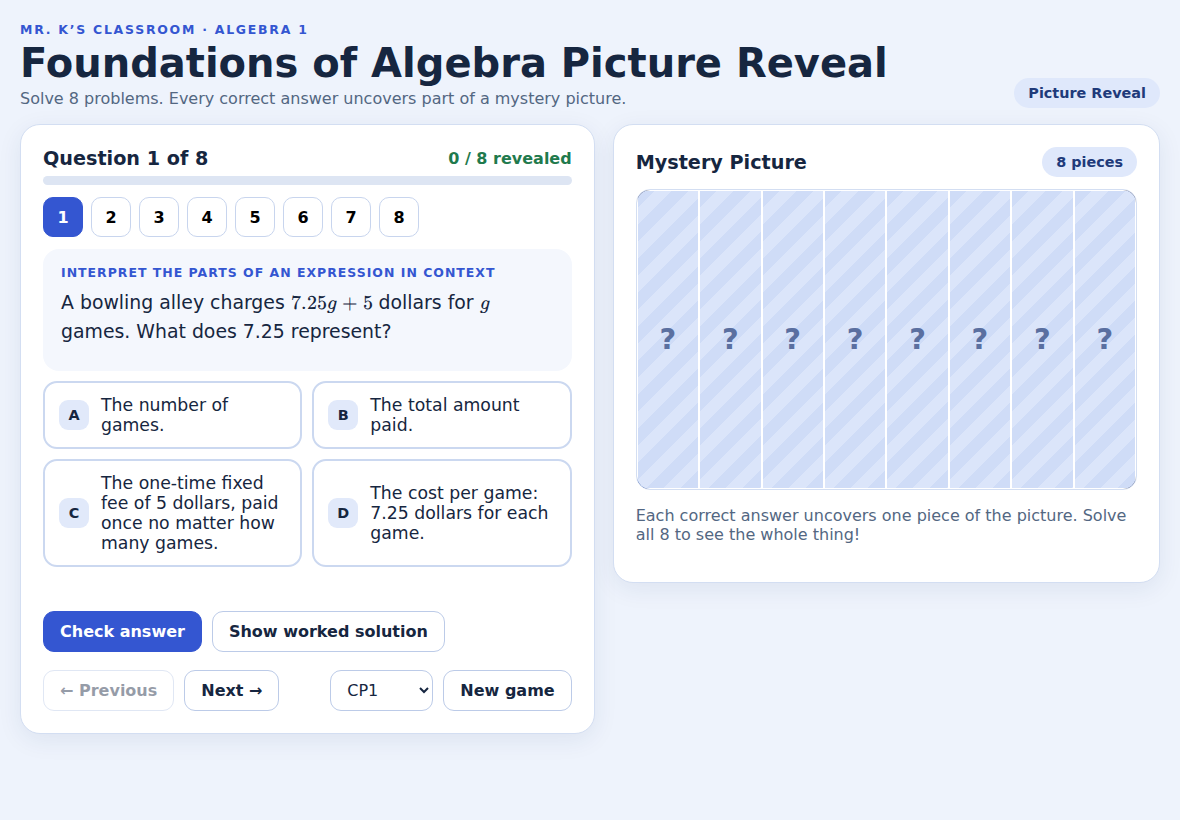 MR. K’S CLASSROOM · ALGEBRA 1
Foundations of Algebra Picture Reveal
Solve 8 problems. Every correct answer uncovers part of a mystery picture.
Picture Reveal
Question 1 of 8
0 / 8 revealed
1 2 3 4 5 6 7 8
INTERPRET THE PARTS OF AN EXPRESSION IN CONTEXT
A bowling alley charges 7.25g + 5 dollars for g
games. What does 7.25 represent?
A
The number of
games.
B
The total amount
paid.
C
The one-time fixed
fee of 5 dollars, paid
once no matter how
many games.
D
The cost per game:
7.25 dollars for each
game.
Check answer
Show worked solution
← Previous
Next →
CP1
New game
Mystery Picture
8 pieces
? ? ? ? ? ? ? ?
Each correct answer uncovers one piece of the picture. Solve
all 8 to see the whole thing!